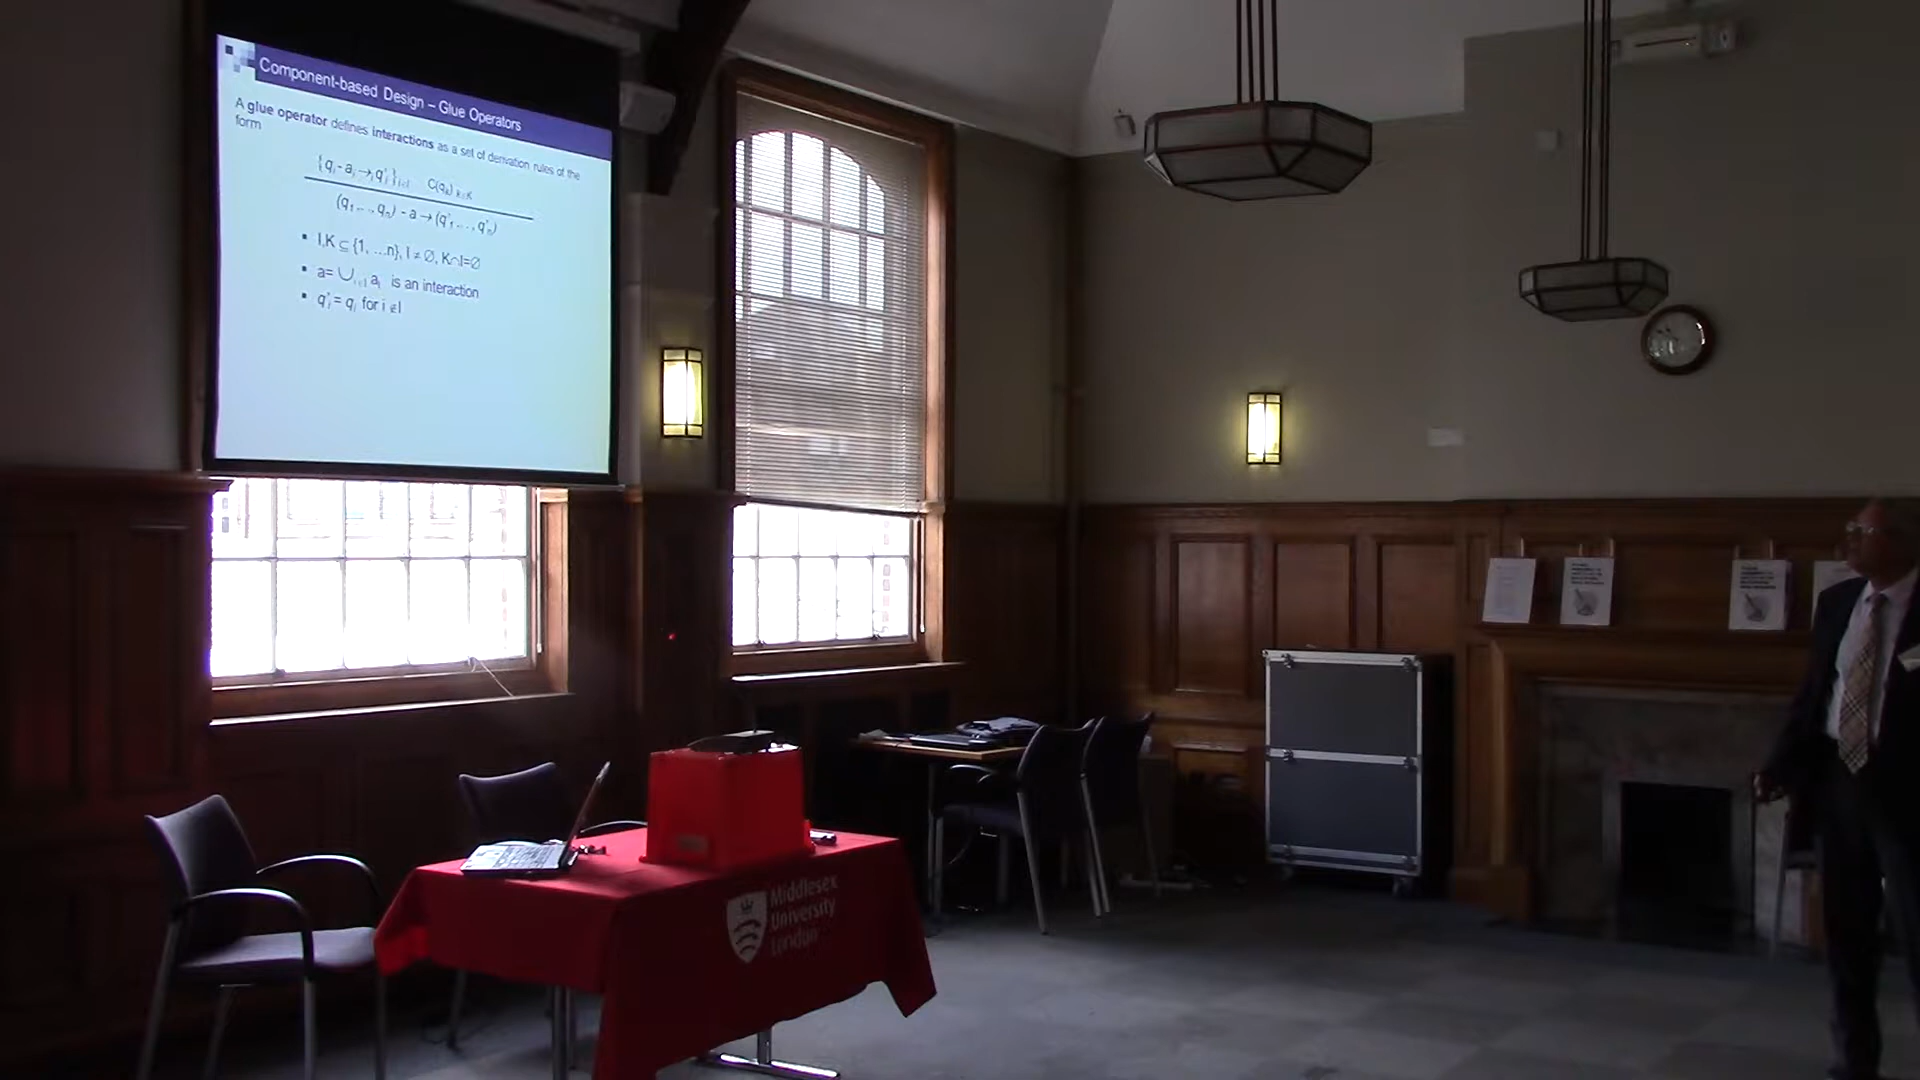 Component-based Design – Glue Operators
A glue operator defines interactions as a set of derivation rules of the
form
{qᵢ - aᵢ →ᵢ q'ᵢ}ᵢ∈I C(qₖ)ₖ∈K
(q₁, .., qₙ) - a → (q'₁, ..., q'ₙ)
▪ I,K ⊆ {1, ...n}, I ≠ ∅, K∩I=∅
▪ a= ∪ᵢ∈I aᵢ is an interaction
▪ q'ᵢ = qᵢ for i ∉I
Middlesex
University
London